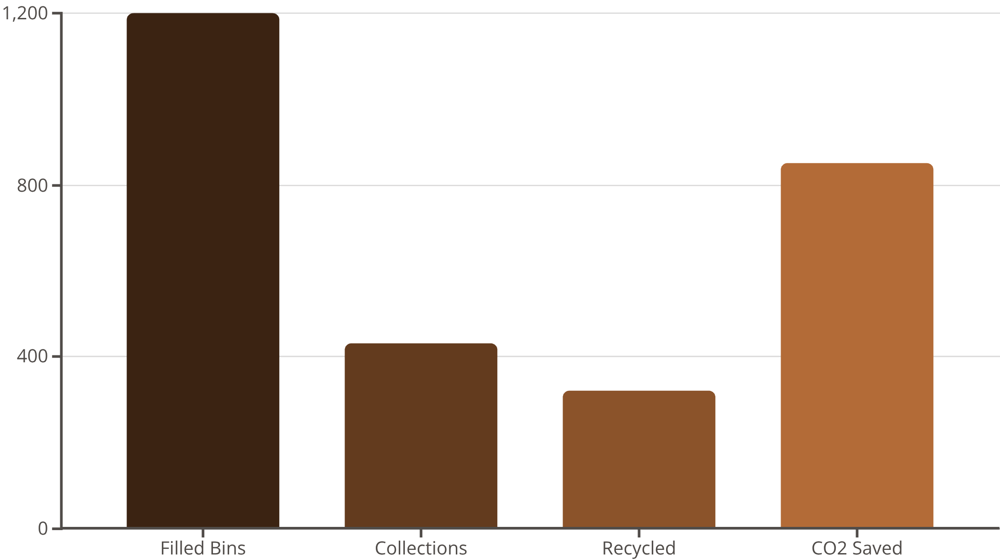 1,200
800
400
0
Filled Bins
Collections
Recycled
CO2 Saved